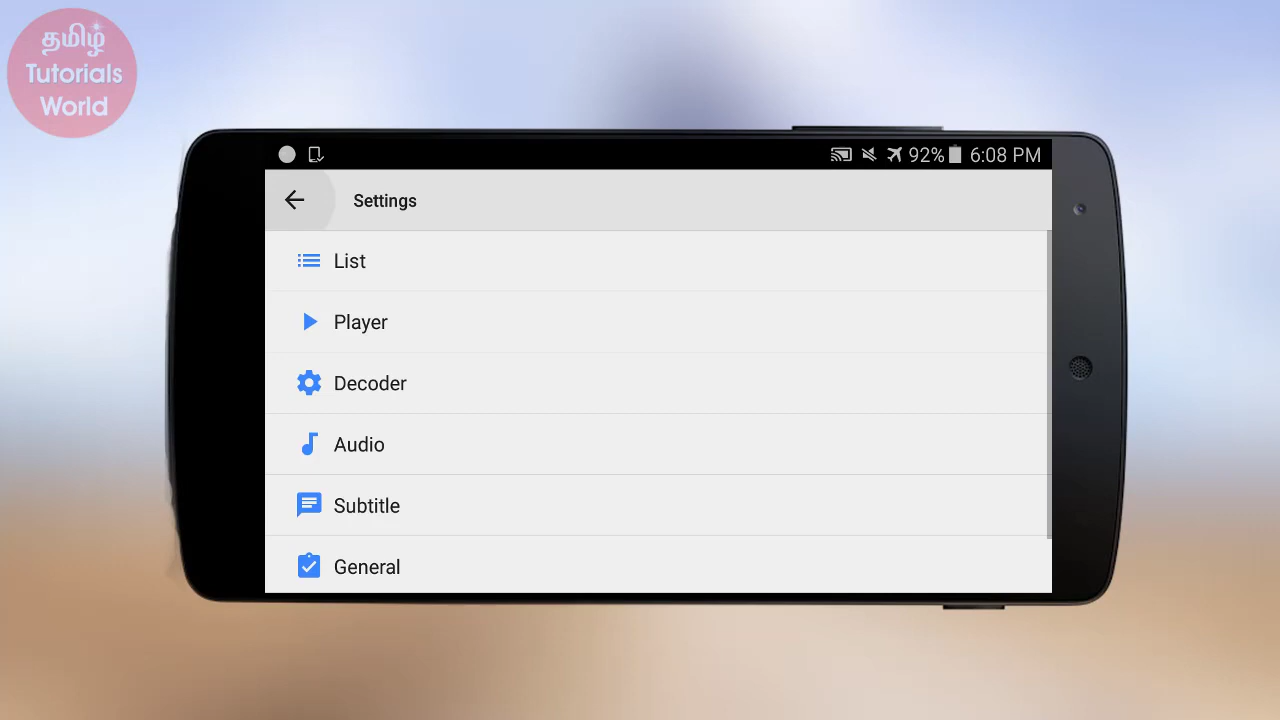 தமிழ்
Tutorials
World
92% 6:08 PM
Settings
List
Player
Decoder
Audio
Subtitle
General